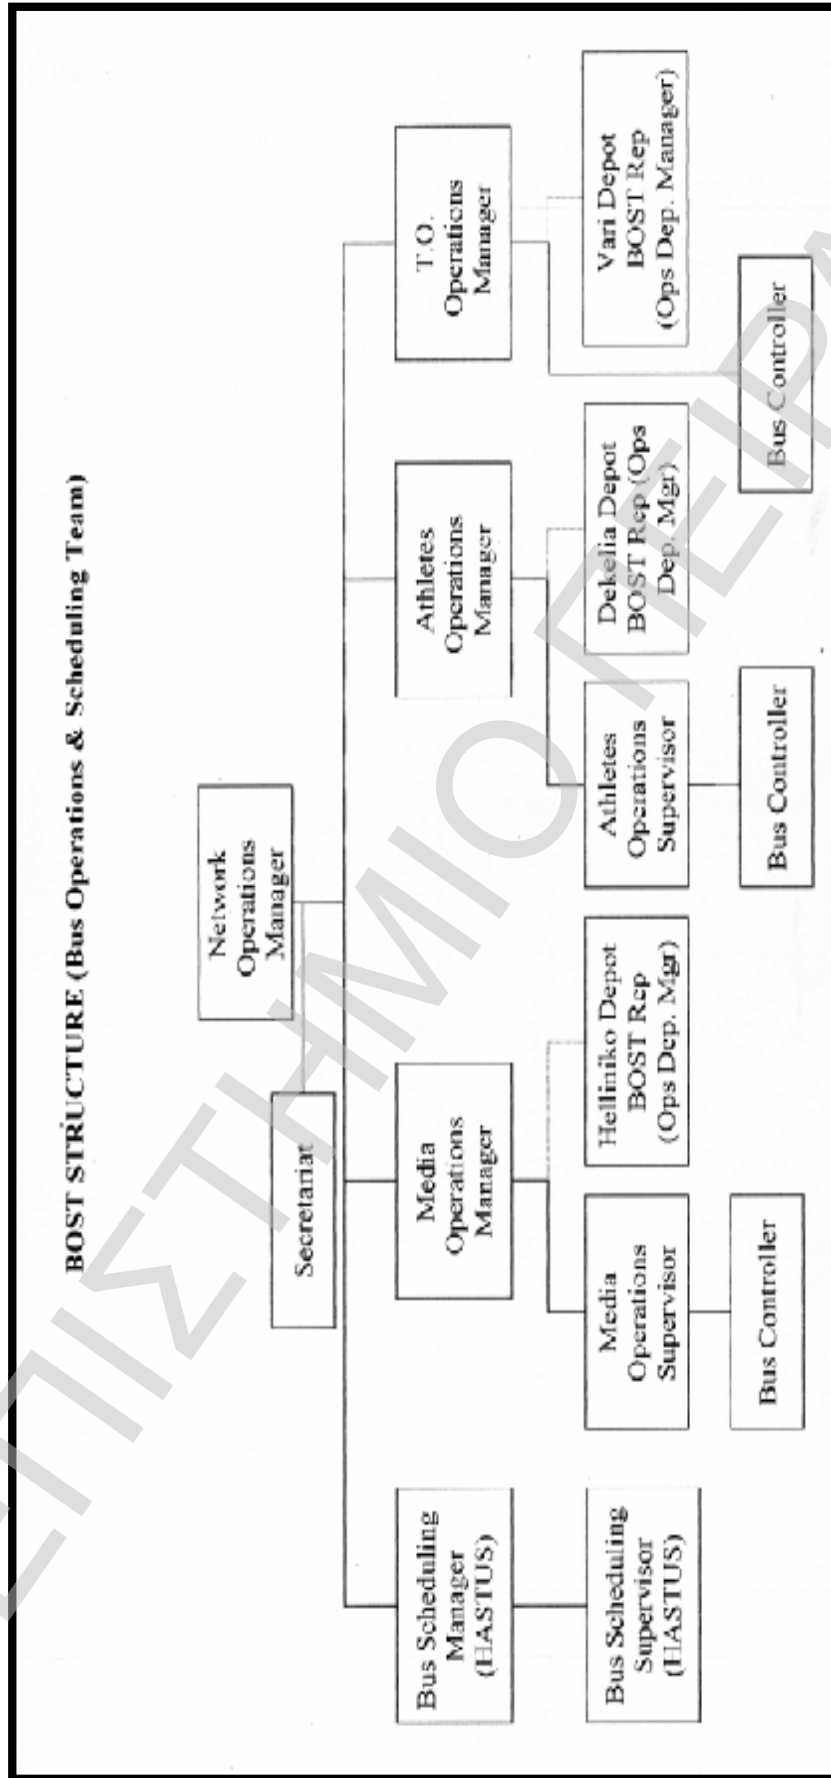 BOST STRUCTURE (Bus Operations & Scheduling Team)
Network
Operations
Manager
Secretariat
Bus Scheduling
Manager
(HASTUS)
Media
Operations
Manager
Athletes
Operations
Manager
T.O.
Operations
Manager
Bus Scheduling
Supervisor
(HASTUS)
Media
Operations
Supervisor
Helliniko Depot
BOST Rep
(Ops Dep. Mgr)
Athletes
Operations
Supervisor
Dekelia Depot
BOST Rep (Ops
Dep. Mgr)
Vari Depot
BOST Rep
(Ops Dep. Manager)
Bus Controller
Bus Controller
Bus Controller
ΕΠΙΣΤΗΜΙΟ ΠΕΙΡΑ